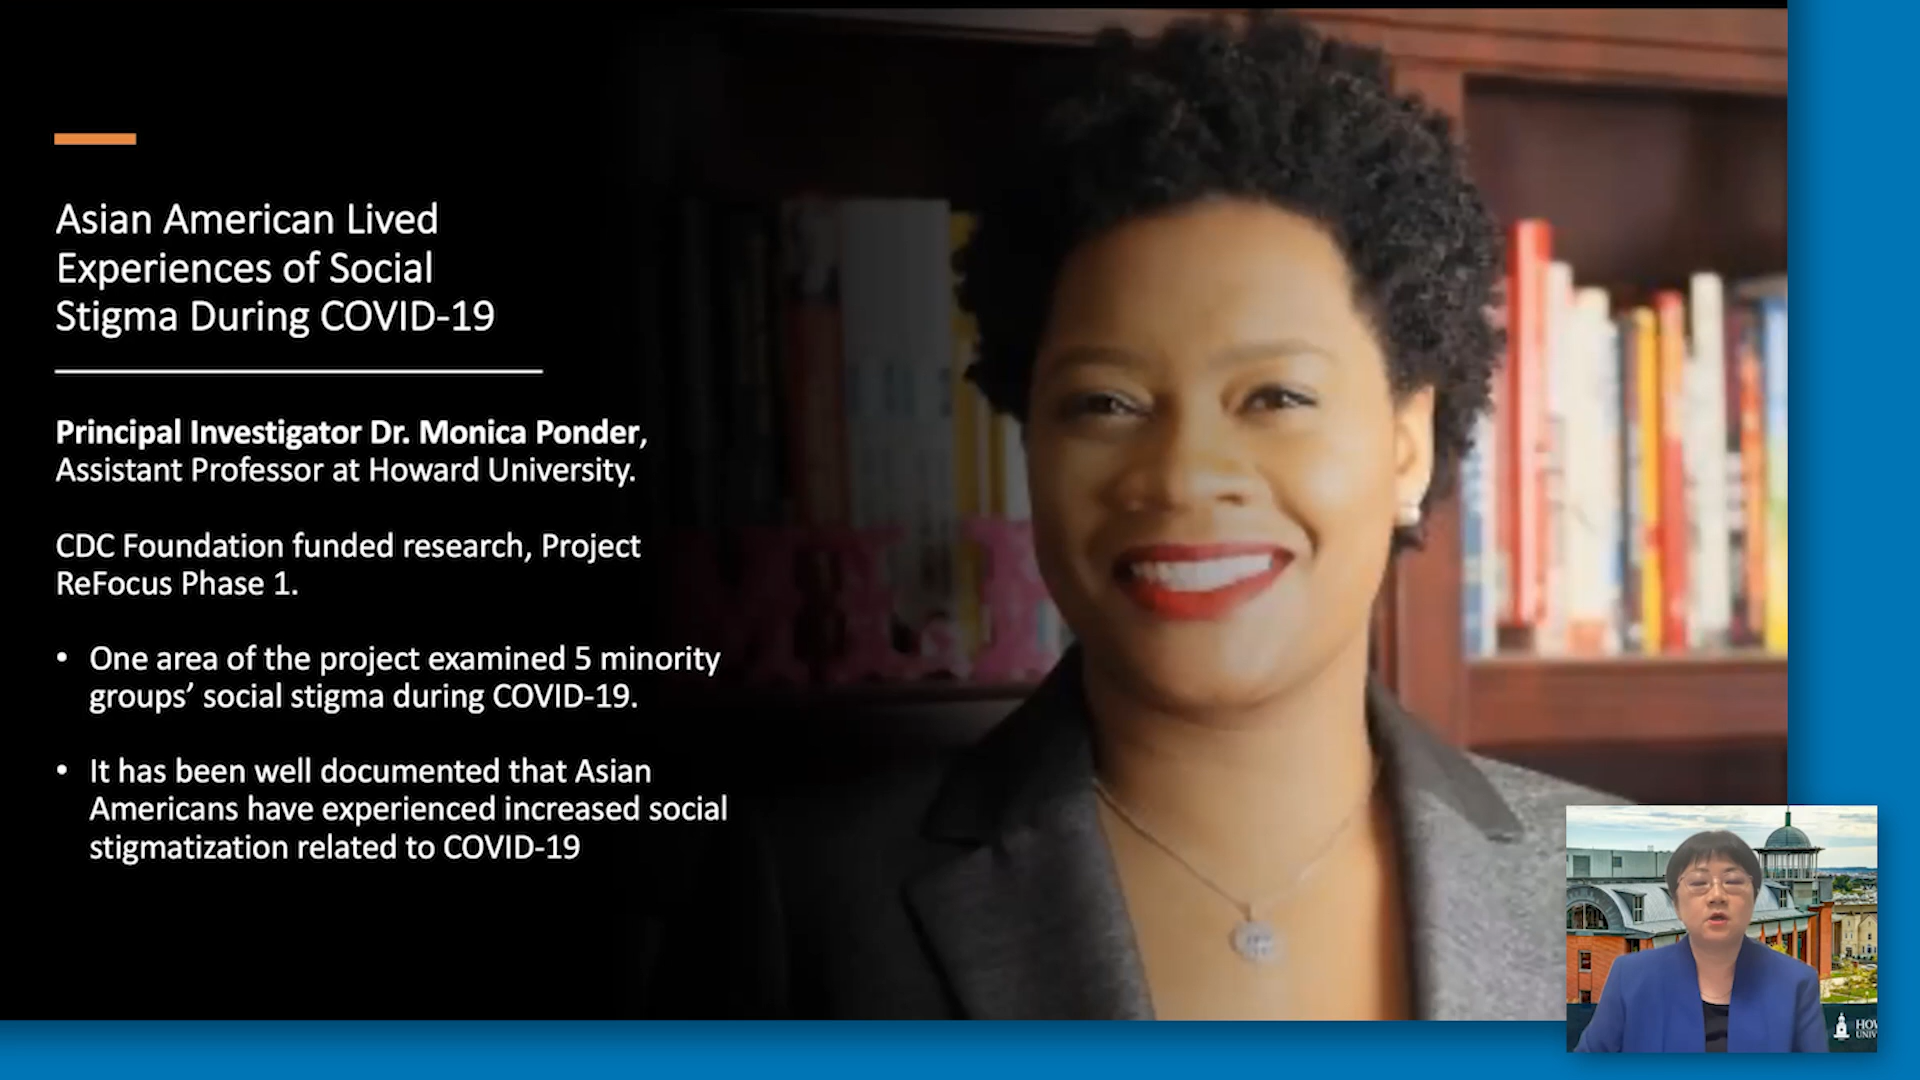 Asian American Lived
Experiences of Social
Stigma During COVID-19
Principal Investigator Dr. Monica Ponder,
Assistant Professor at Howard University.
CDC Foundation funded research, Project
ReFocus Phase 1.
• One area of the project examined 5 minority
groups’ social stigma during COVID-19.
• It has been well documented that Asian
Americans have experienced increased social
stigmatization related to COVID-19